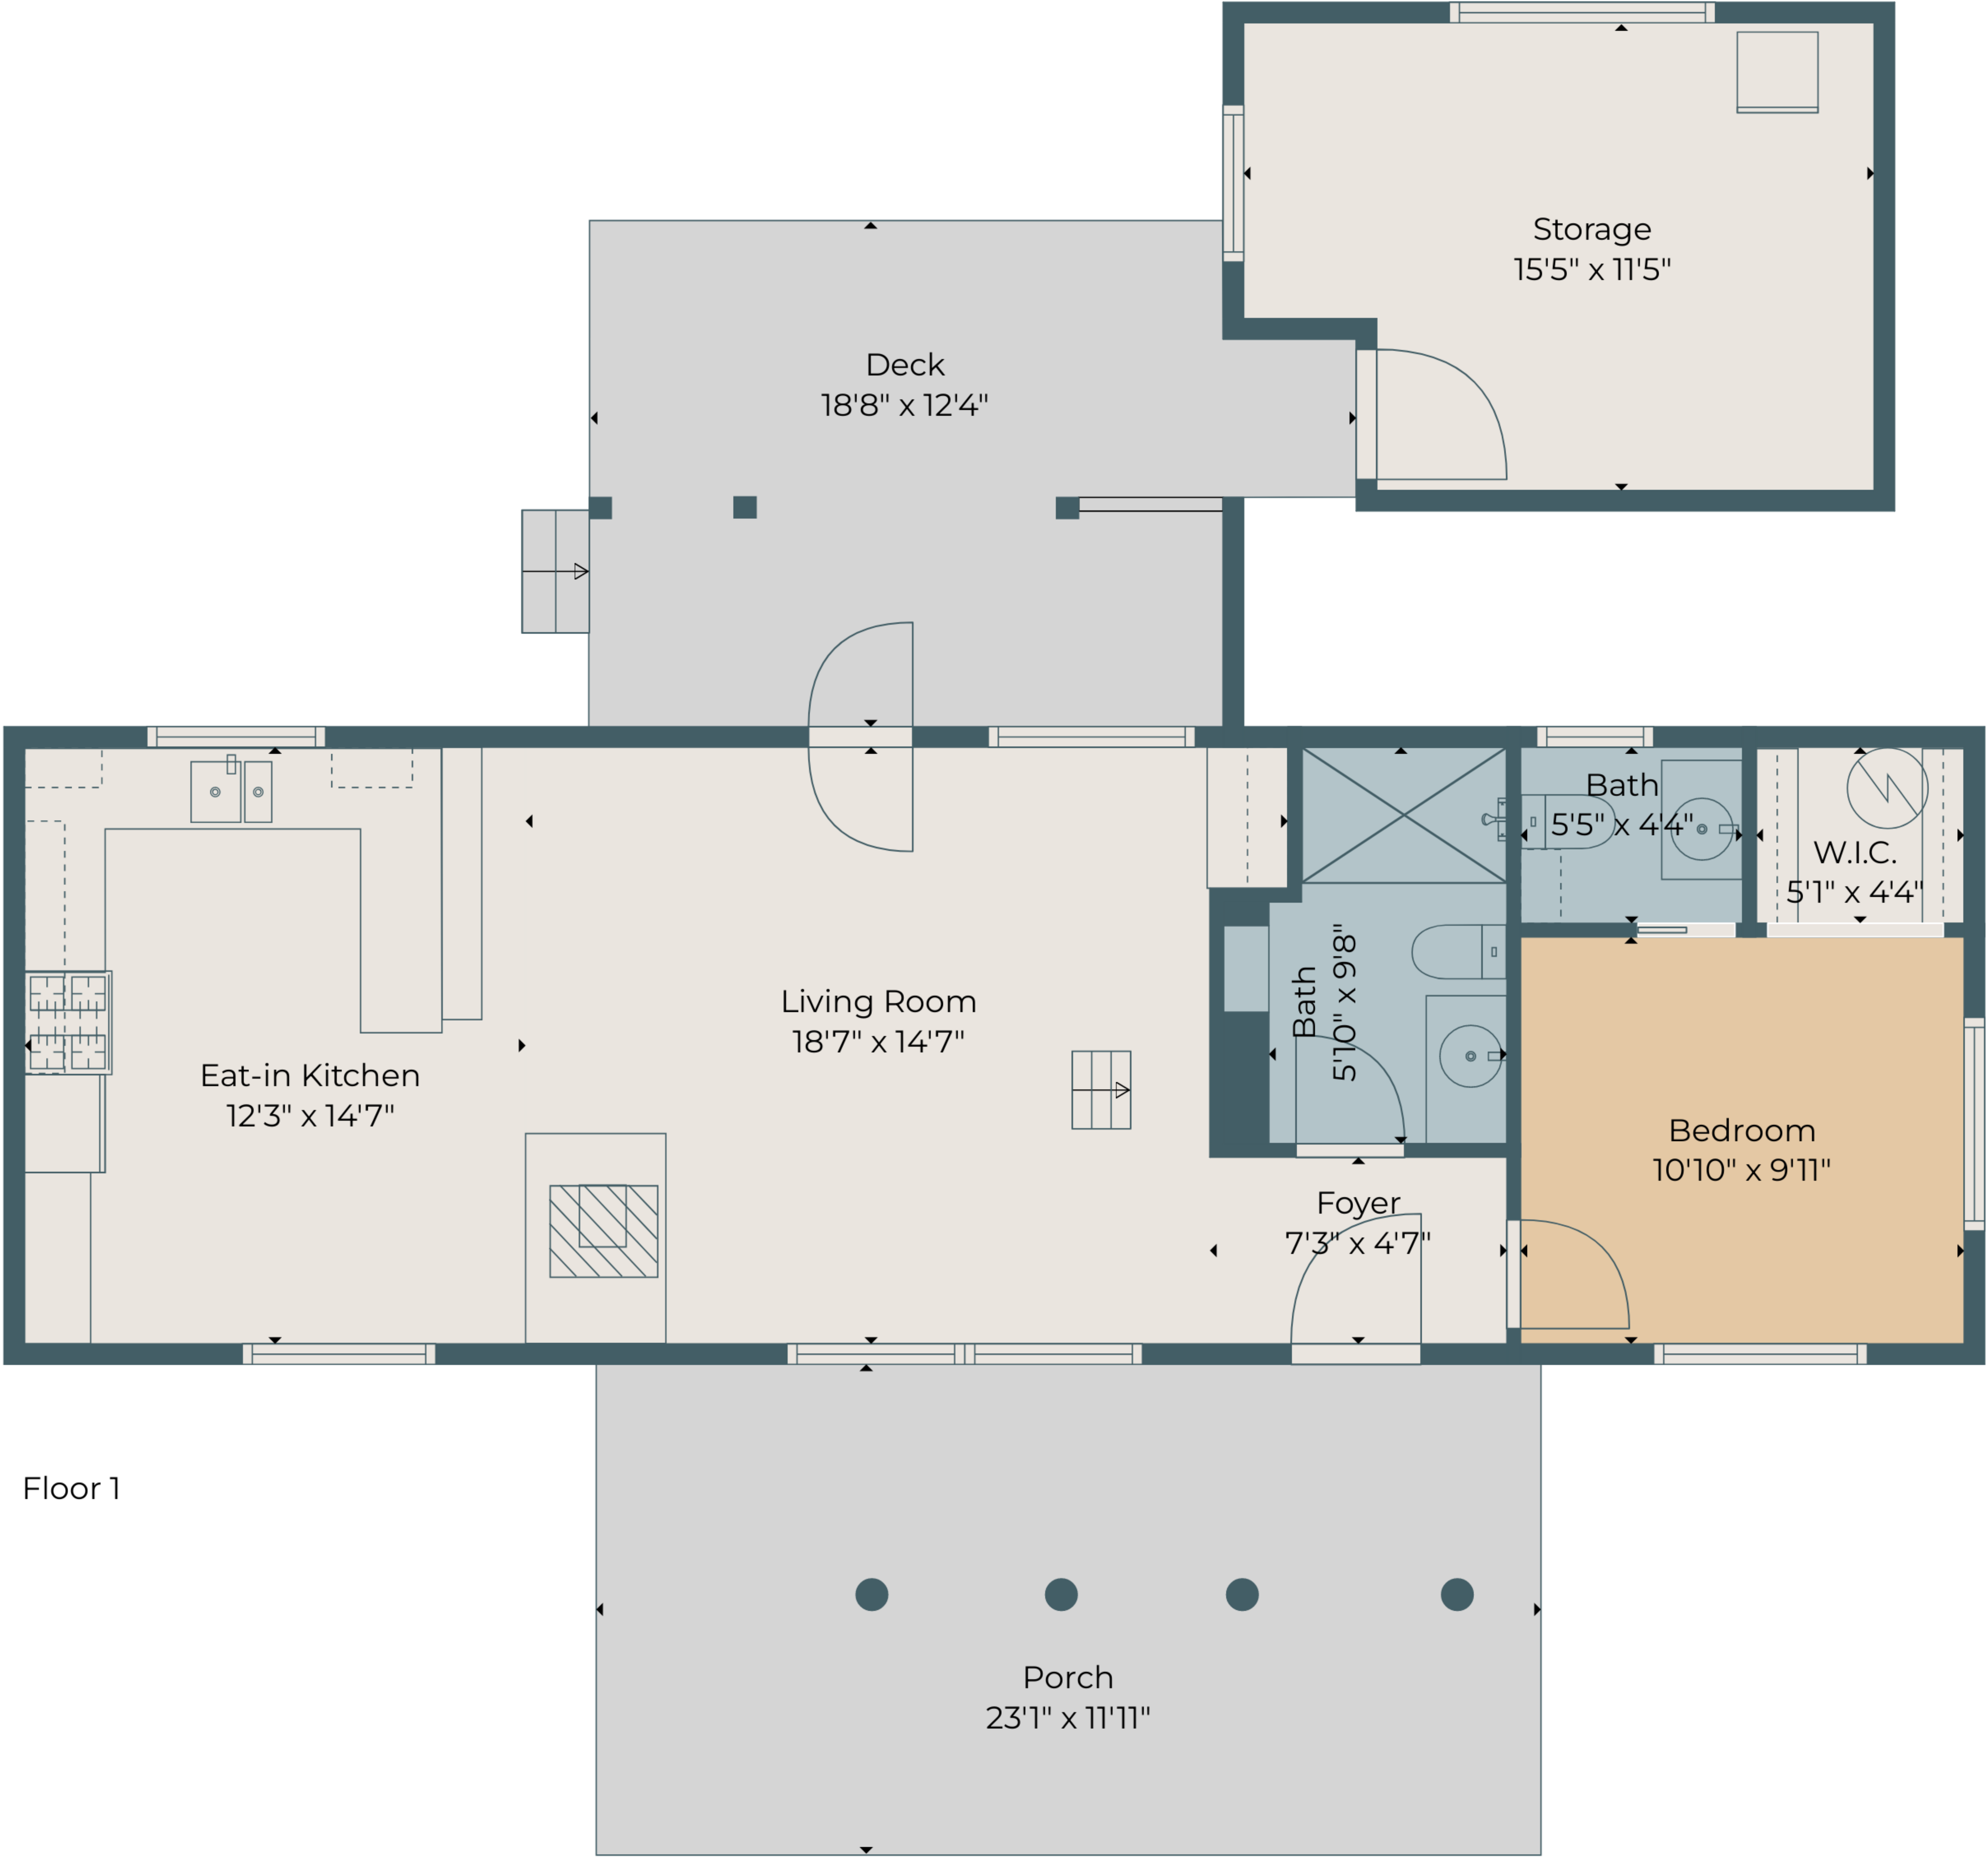 Storage
15'5" x 11'5"
Deck
18'8" x 12'4"
Bath
5'5" x 4'4"
W.I.C.
5'1" x 4'4"
Living Room
18'7" x 14'7"
Bath
5'10" x 9'8"
Eat-in Kitchen
12'3" x 14'7"
Bedroom
10'10" x 9'11"
Foyer
7'3" x 4'7"
Floor 1
Porch
23'1" x 11'11"